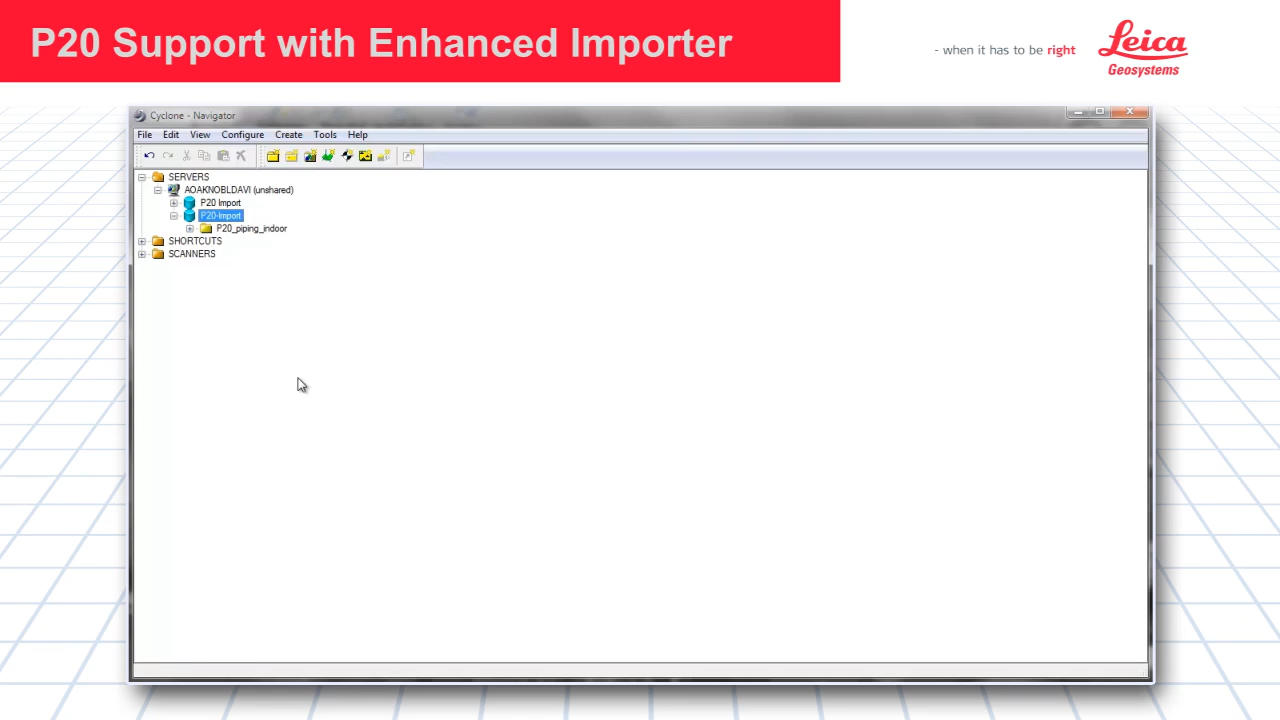 P20 Support with Enhanced Importer
- when it has to be right
Leica
Geosystems
Cyclone - Navigator
File Edit View Configure Create Tools Help
SERVERS
AOAKNOBLDAVI (unshared)
P20 Import
P20-Import
P20_piping_indoor
SHORTCUTS
SCANNERS